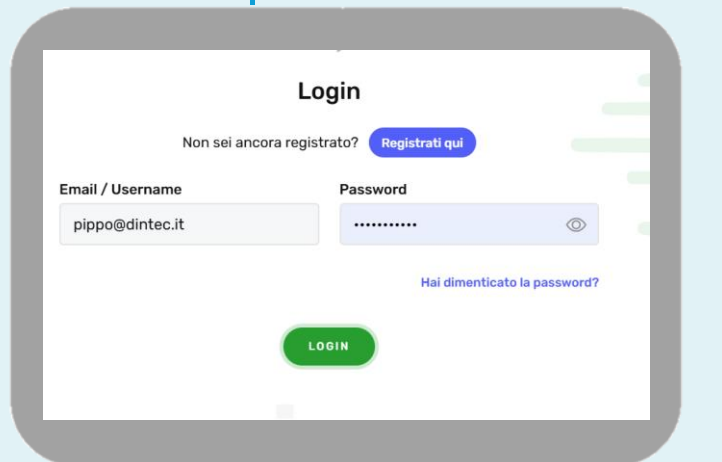 Login
Non sei ancora registrato? Registrati qui
Email / Username Password
pippo@dintec.it •••••••••••
Hai dimenticato la password?
LOGIN